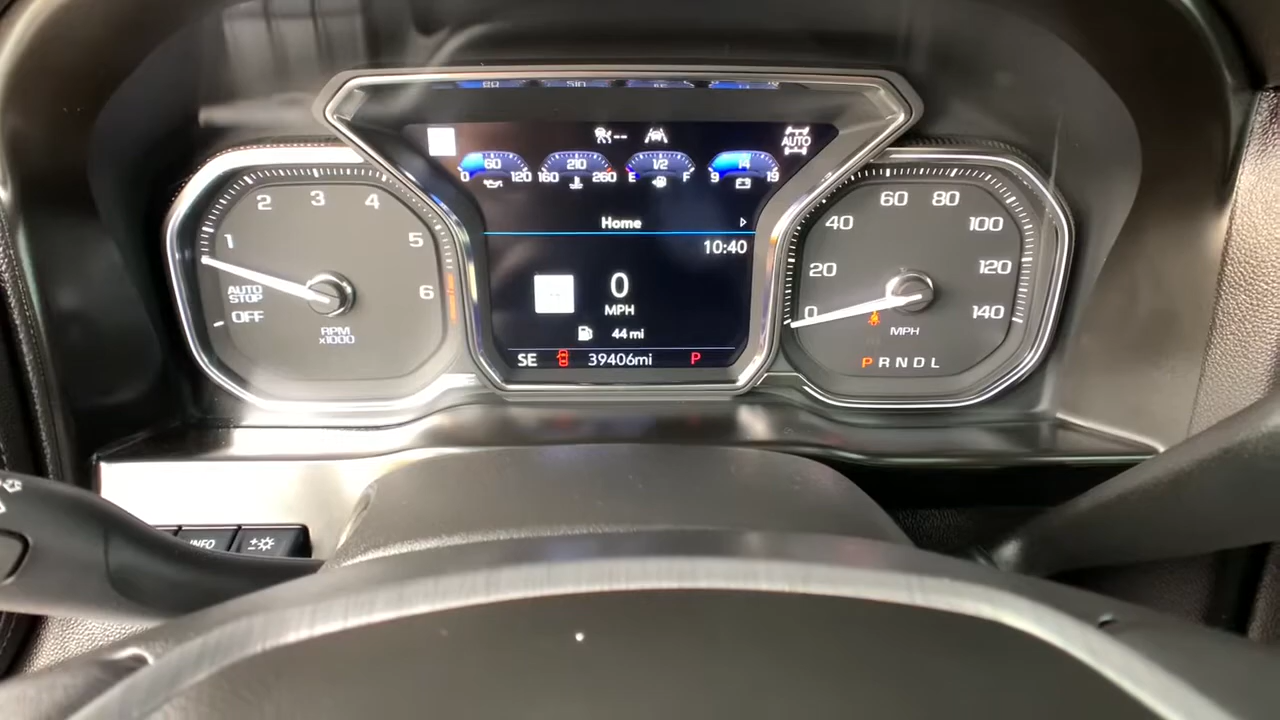 --
AUTO
60
0 120
210
160 260
1/2
E F
14
9 19
Home
10:40
0
MPH
44 mi
SE 39406mi P
1 2 3 4 5 6
AUTO
STOP
OFF
RPM
x1000
0 20 40 60 80 100 120 140
MPH
P R N D L
INFO